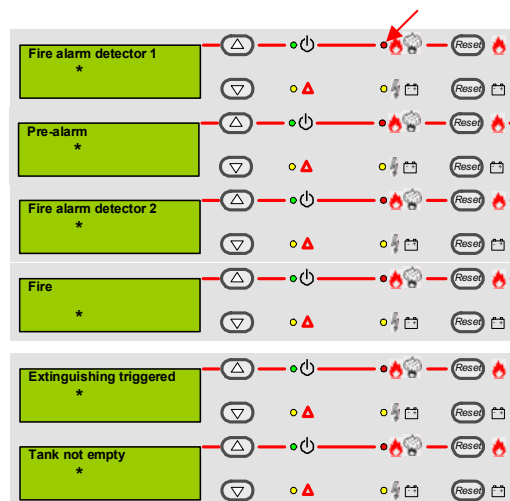 Fire alarm detector 1
*
Reset
Reset
Pre-alarm
*
Reset
Reset
Fire alarm detector 2
*
Reset
Reset
Fire
*
Reset
Reset
Extinguishing triggered
*
Reset
Reset
Tank not empty
*
Reset
Reset